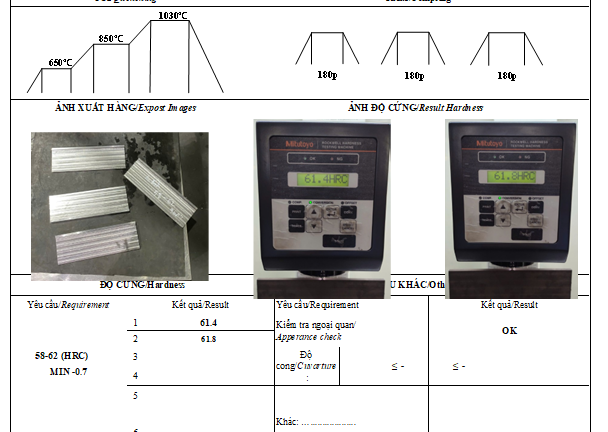 1030°C
850°C
650°C
180p
180p
180p
ẢNH XUẤT HÀNG/Expost Images
ẢNH ĐỘ CỨNG/Result Hardness
Mitutoyo
61.4HRC
Mitutoyo
61.8HRC
ĐỘ CỨNG/Hardness
U KHÁC/Oth
Yêu cầu/Requirement
Kết quả/Result
Yêu cầu/Requirement
Kết quả/Result
1
61.4
Kiểm tra ngoại quan/
Apperance check
OK
2
61.8
58-62 (HRC)
MIN -0.7
3
4
Độ
cong/Cuvarture
:
≤ -
≤ -
5
Khác: ....................